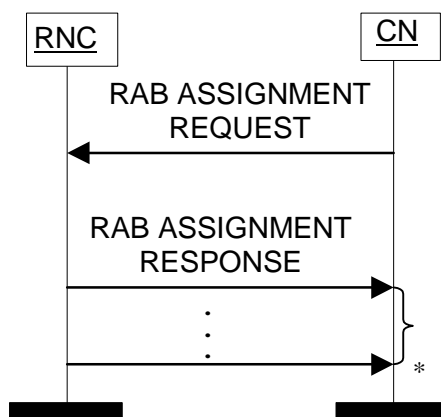 RNC
CN
RAB ASSIGNMENT
REQUEST
RAB ASSIGNMENT
RESPONSE
*